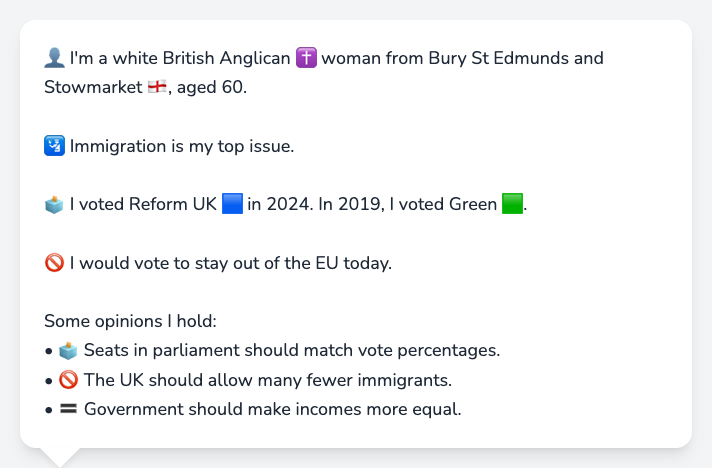 👤 I'm a white British Anglican ✝️ woman from Bury St Edmunds and
Stowmarket 🏴󠁧󠁢󠁥󠁮󠁧󠁿, aged 60.
🛂 Immigration is my top issue.
🗳️ I voted Reform UK 🟦 in 2024. In 2019, I voted Green 🟩.
🚫 I would vote to stay out of the EU today.
Some opinions I hold:
• 🗳️ Seats in parliament should match vote percentages.
• 🚫 The UK should allow many fewer immigrants.
• 🟰 Government should make incomes more equal.